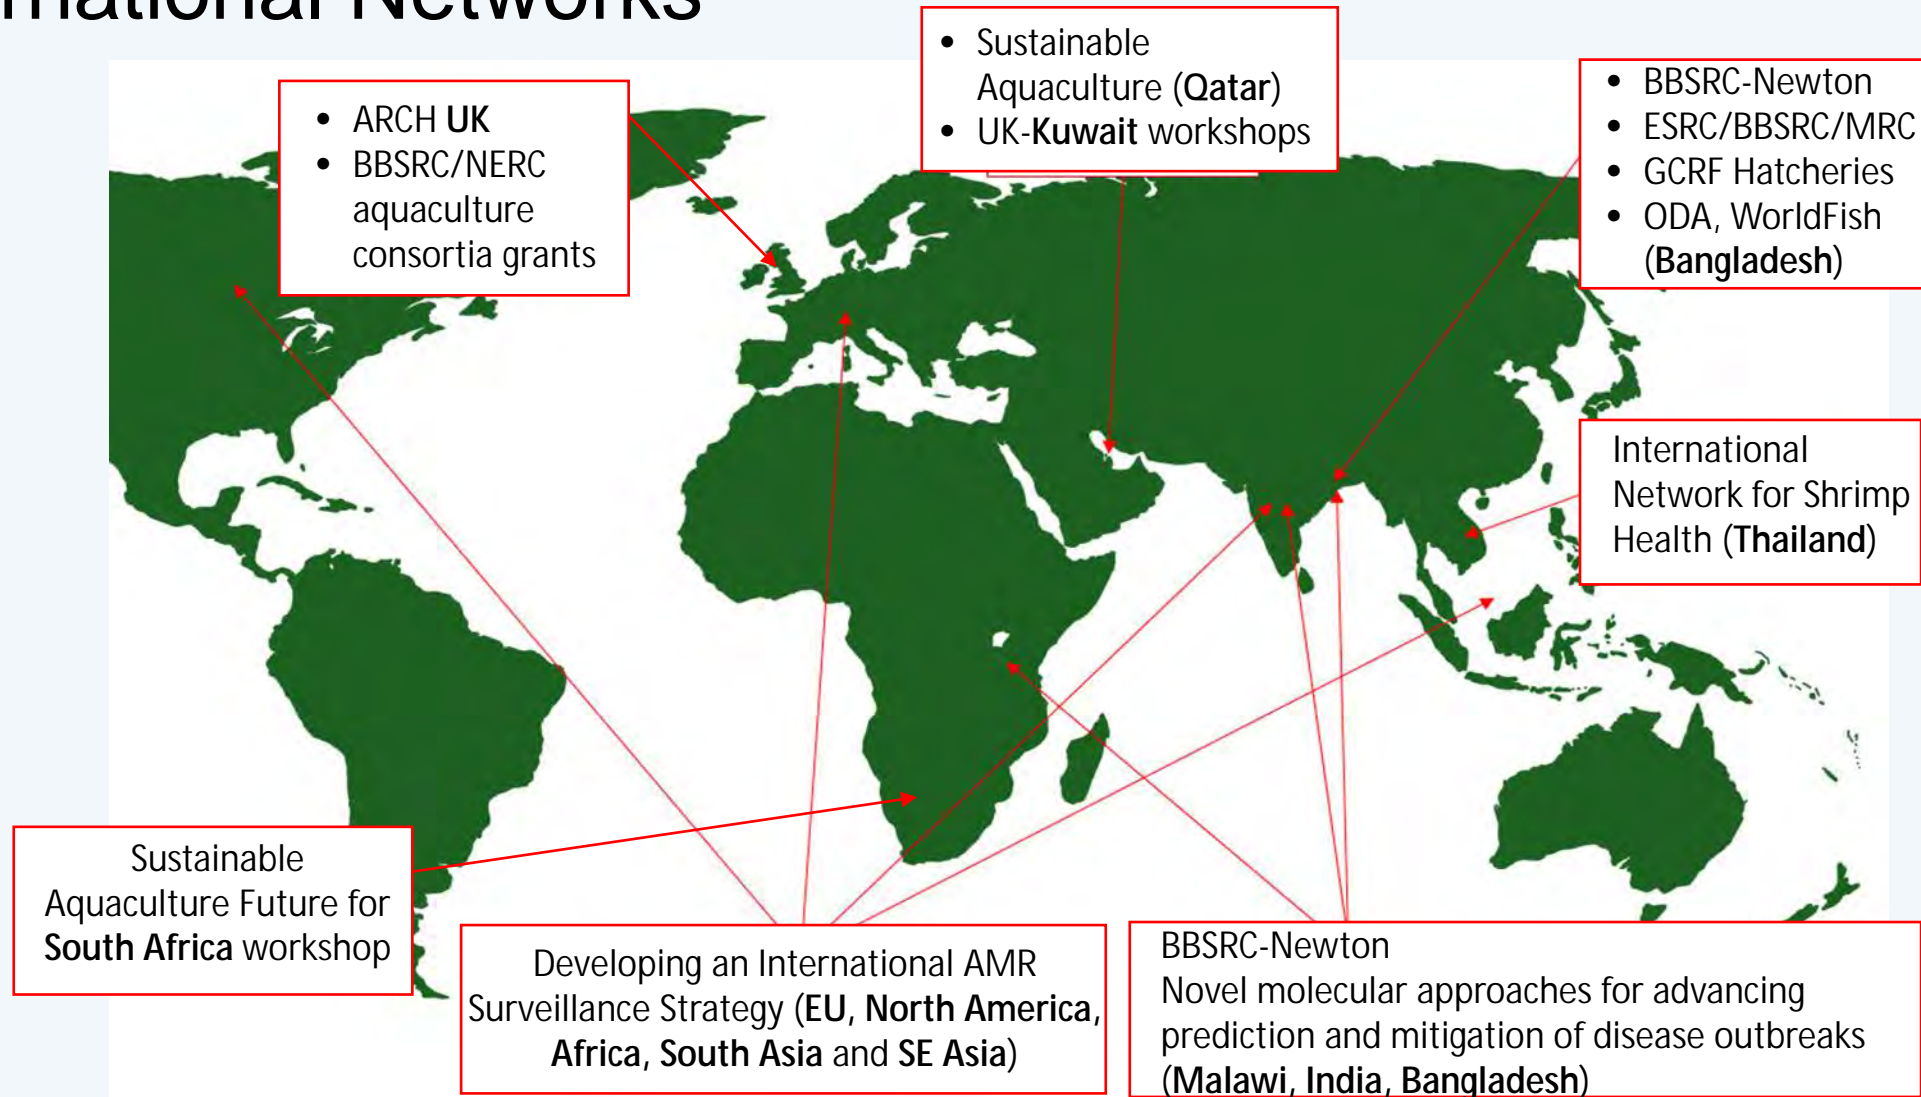 rnational Networks
• Sustainable
Aquaculture (Qatar)
• UK-Kuwait workshops
• ARCH UK
• BBSRC/NERC
aquaculture
consortia grants
• BBSRC-Newton
• ESRC/BBSRC/MRC
• GCRF Hatcheries
• ODA, WorldFish
(Bangladesh)
International
Network for Shrimp
Health (Thailand)
Sustainable
Aquaculture Future for
South Africa workshop
Developing an International AMR
Surveillance Strategy (EU, North America,
Africa, South Asia and SE Asia)
BBSRC-Newton
Novel molecular approaches for advancing
prediction and mitigation of disease outbreaks
(Malawi, India, Bangladesh)